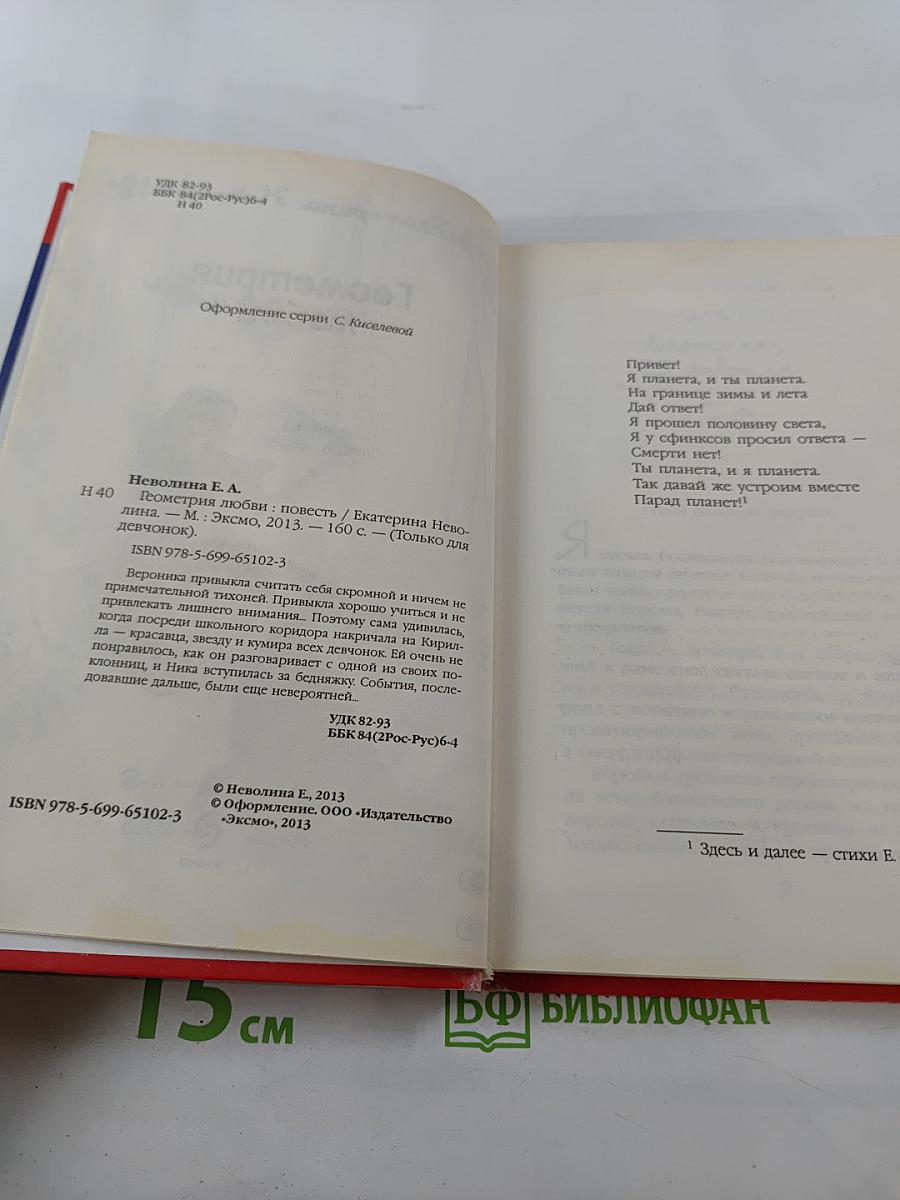 УДК 82-93
ББК 84(2Рос-Рус)6-4
Н 40
Оформление серии С. Киселевой
Неволина Е. А.
Н 40 Геометрия любви : повесть / Екатерина Нево-
лина. — М. : Эксмо, 2013. — 160 с. — (Только для
девчонок).
ISBN 978-5-699-65102-3
Вероника привыкла считать себя скромной и ничем не
примечательной тихоней. Привыкла хорошо учиться и не
привлекать лишнего внимания... Поэтому сама удивилась,
когда посреди школьного коридора накричала на Кирил-
ла — красавца, звезду и кумира всех девчонок. Ей очень не
понравилось, как он разговаривает с одной из своих по-
клонниц, и Ника вступилась за бедняжку. События, после-
довавшие дальше, были еще невероятней...
УДК 82-93
ББК 84(2Рос-Рус)6-4
© Неволина Е., 2013
© Оформление. ООО «Издательство
«Эксмо», 2013
ISBN 978-5-699-65102-3
Привет!
Я планета, и ты планета.
На границе зимы и лета
Дай ответ!
Я прошел половину света,
Я у сфинксов просил ответа —
Смерти нет!
Ты планета, и я планета.
Так давай же устроим вместе
Парад планет!¹
¹ Здесь и далее — стихи Е.
15 см
БФ БИБЛИОФАН